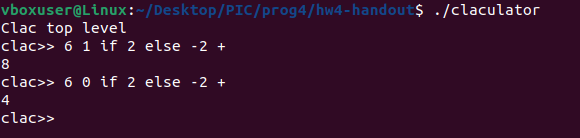 vboxuser@Linux:~/Desktop/PIC/prog4/hw4-handout$ ./claculator
Clac top level
clac>> 6 1 if 2 else -2 +
8
clac>> 6 0 if 2 else -2 +
4
clac>>